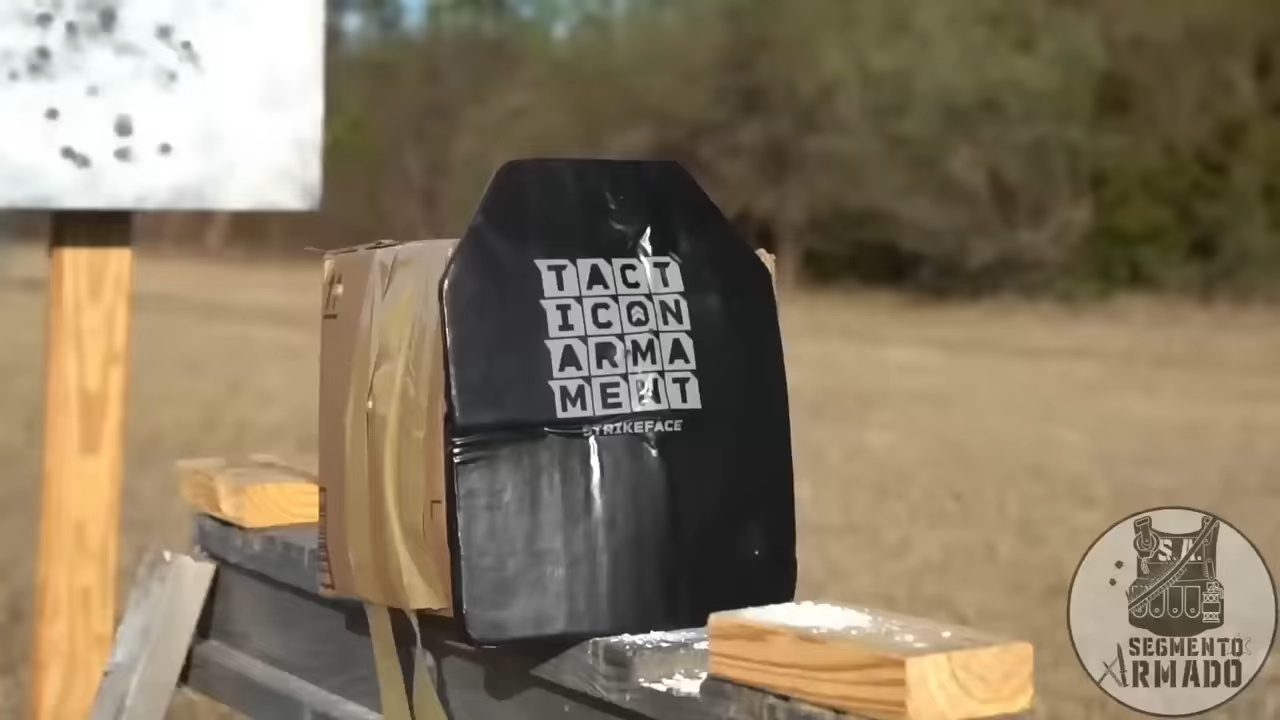 TACT
ICON
ARMA
MENT
STRIKEFACE
S.A.
SEGMENTO
ARMADO